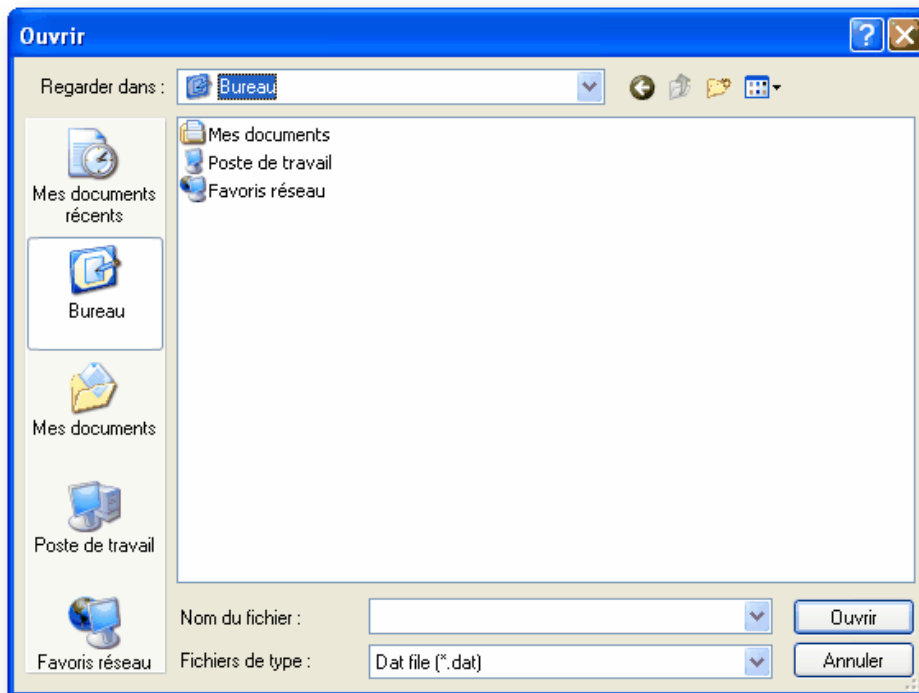 Ouvrir
Regarder dans :
Bureau
Mes documents
récents
Bureau
Mes documents
Poste de travail
Favoris réseau
Mes documents
Poste de travail
Favoris réseau
Nom du fichier :
Ouvrir
Fichiers de type :
Dat file (*.dat)
Annuler